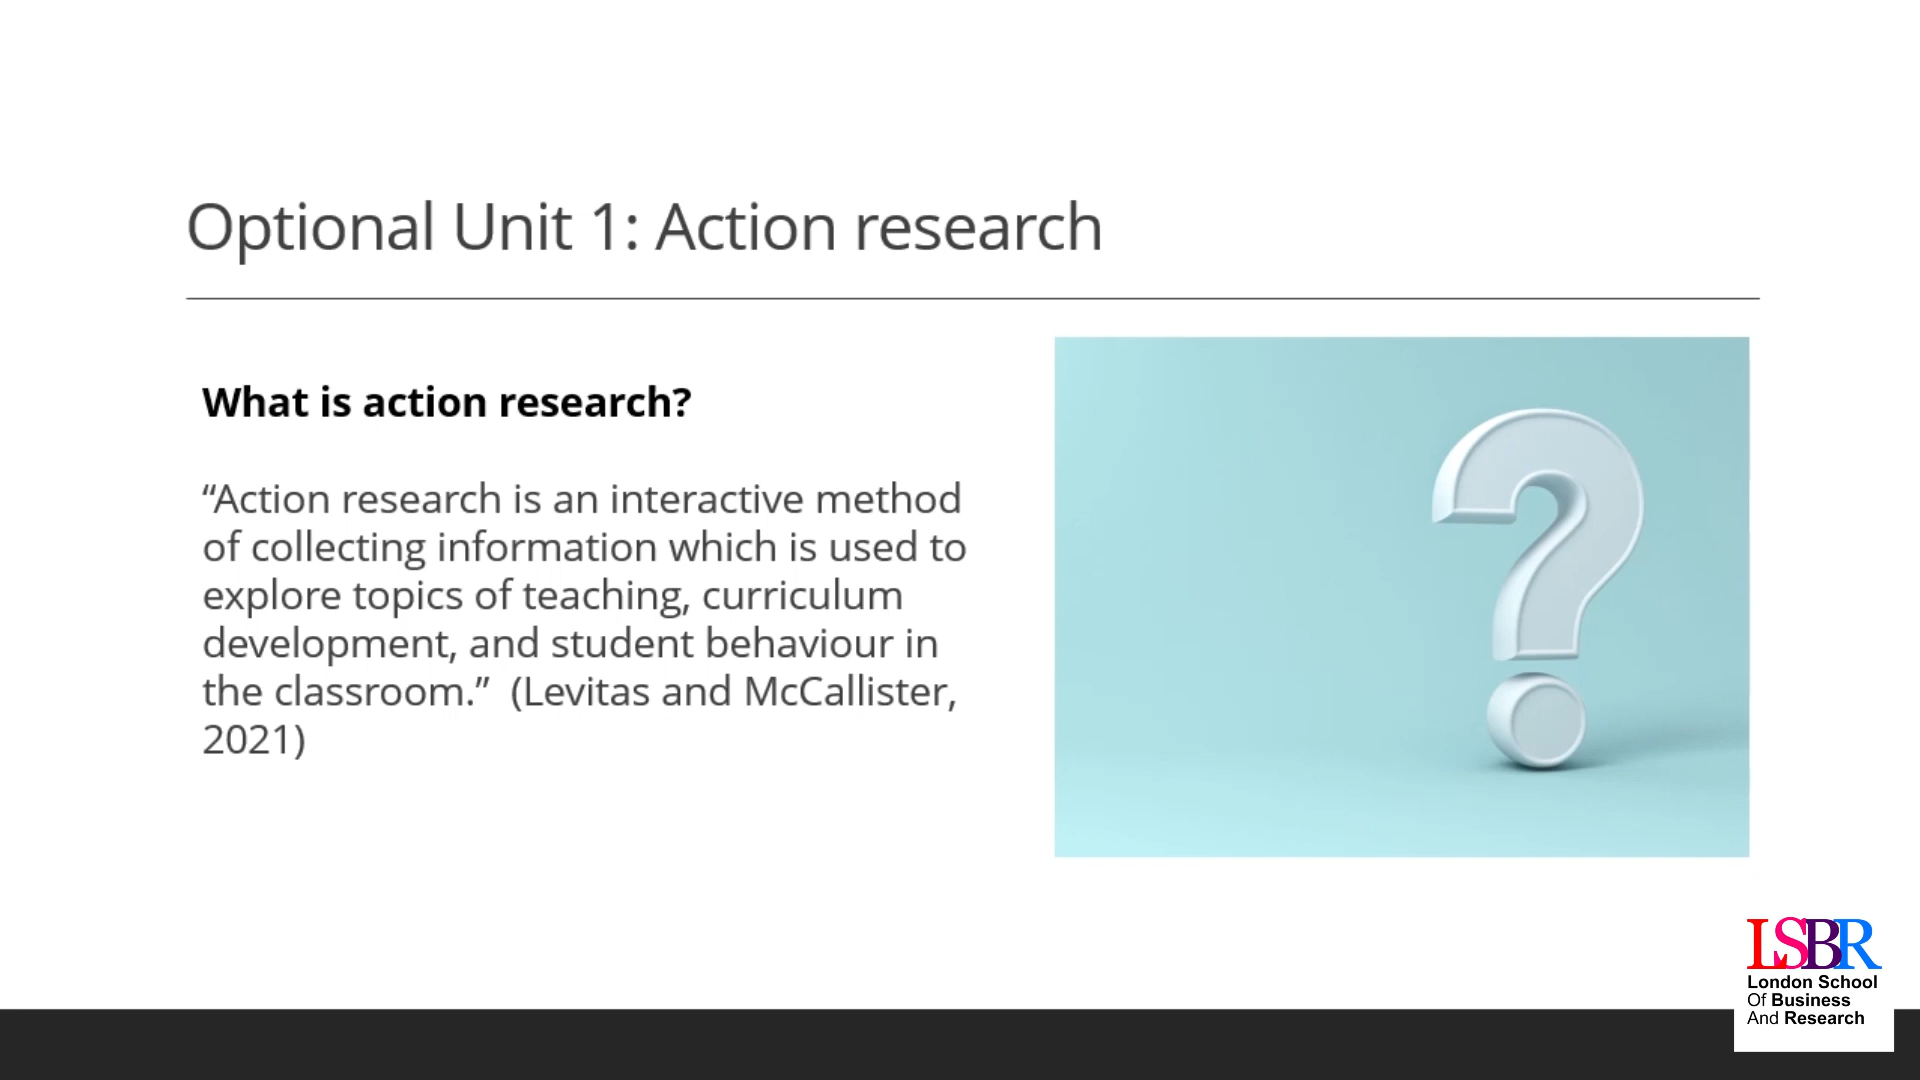 Optional Unit 1: Action research
What is action research?
“Action research is an interactive method
of collecting information which is used to
explore topics of teaching, curriculum
development, and student behaviour in
the classroom.”  (Levitas and McCallister,
2021)
LSBR
London School
Of Business
And Research